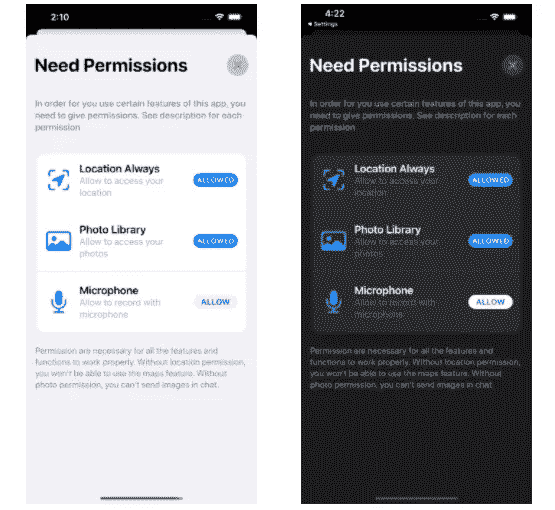 2:10
Need Permissions
In order for you use certain features of this app, you
need to give permissions. See description for each
permission
Location Always
Allow to access your
location
ALLOWED
Photo Library
Allow to access your
photos
ALLOWED
Microphone
Allow to record with
microphone
ALLOW
Permission are necessary for all the features and
functions to work properly. Without location permission,
you won't be able to use the maps feature. Without
photo permission, you can't send images in chat.
4:22
Settings
Need Permissions
In order for you use certain features of this app, you
need to give permissions. See description for each
permission
Location Always
Allow to access your
location
ALLOWED
Photo Library
Allow to access your
photos
ALLOWED
Microphone
Allow to record with
microphone
ALLOW
Permission are necessary for all the features and
functions to work properly. Without location permission,
you won't be able to use the maps feature. Without
photo permission, you can't send images in chat.